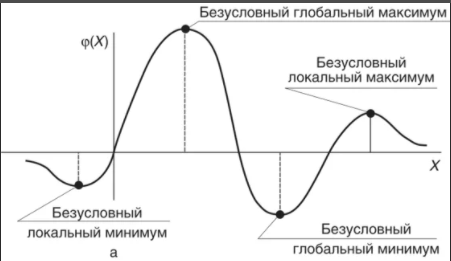 Безусловный глобальный максимум
φ(X)
Безусловный
локальный максимум
X
Безусловный
локальный минимум
Безусловный
глобальный минимум
а